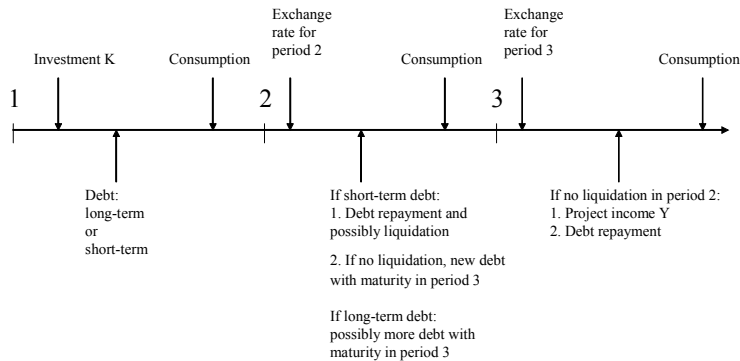 Exchange
rate for
period 2
Exchange
rate for
period 3
Investment K
Consumption
Consumption
Consumption
1
2
3
Debt:
long-term
or
short-term
If short-term debt:
1. Debt repayment and
possibly liquidation
2. If no liquidation, new debt
with maturity in period 3
If long-term debt:
possibly more debt with
maturity in period 3
If no liquidation in period 2:
1. Project income Y
2. Debt repayment